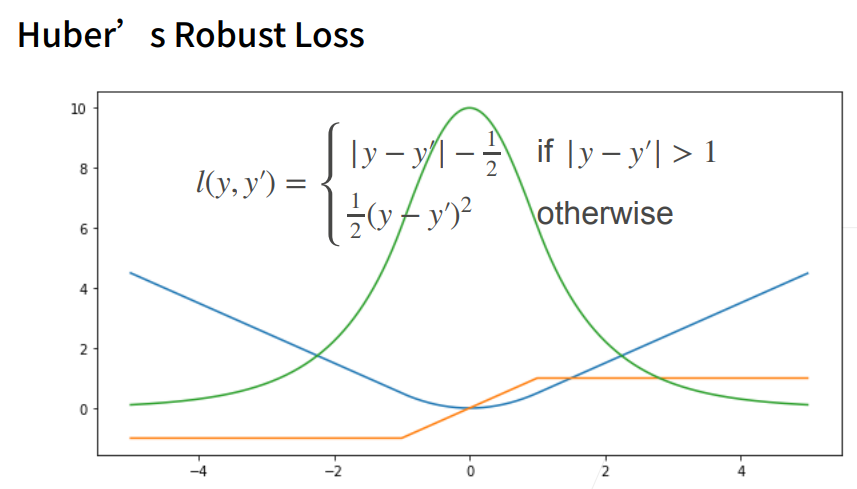 Huber’s Robust Loss
10
8
6
4
2
0
l(y, y′) = { |y − y′| − 1/2 if |y − y′| > 1
1/2(y − y′)² otherwise
−4 −2 0 2 4